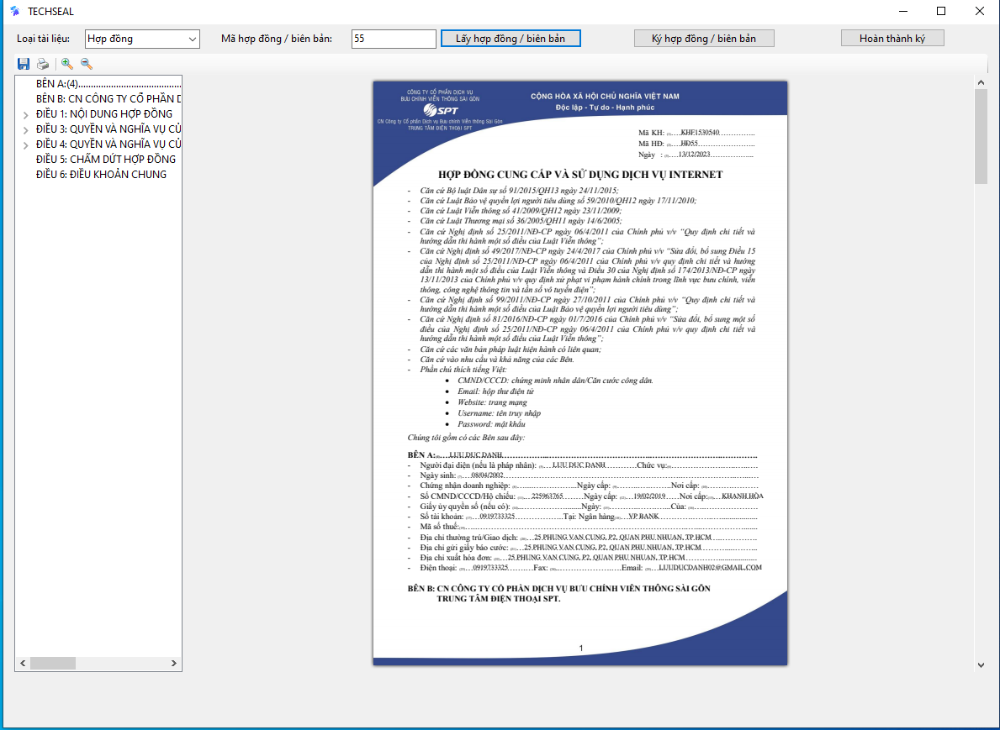 TECHSEAL
Loại tài liệu: Hợp đồng Mã hợp đồng / biên bản: 55 Lấy hợp đồng / biên bản Ký hợp đồng / biên bản Hoàn thành ký
BÊN A:(4)..........................................
BÊN B: CN CÔNG TY CỔ PHẦN D
ĐIỀU 1: NỘI DUNG HỢP ĐỒNG
ĐIỀU 3: QUYỀN VÀ NGHĨA VỤ CỦ
ĐIỀU 4: QUYỀN VÀ NGHĨA VỤ CỦ
ĐIỀU 5: CHẤM DỨT HỢP ĐỒNG
ĐIỀU 6: ĐIỀU KHOẢN CHUNG
CÔNG TY CỔ PHẦN DỊCH VỤ
BƯU CHÍNH VIỄN THÔNG SÀI GÒN
SPT
CN Công ty Cổ phần Dịch vụ Bưu chính Viễn thông Sài Gòn
TRUNG TÂM ĐIỆN THOẠI SPT
CỘNG HÒA XÃ HỘI CHỦ NGHĨA VIỆT NAM
Độc lập - Tự do - Hạnh phúc
Mã KH: KHF1530540
Mã HĐ: HĐ55
Ngày : 13/12/2023
HỢP ĐỒNG CUNG CẤP VÀ SỬ DỤNG DỊCH VỤ INTERNET
- Căn cứ Bộ luật Dân sự số 91/2015/QH13 ngày 24/11/2015;
- Căn cứ Luật Bảo vệ quyền lợi người tiêu dùng số 59/2010/QH12 ngày 17/11/2010;
- Căn cứ Luật Viễn thông số 41/2009/QH12 ngày 23/11/2009;
- Căn cứ Luật Thương mại số 36/2005/QH11 ngày 14/6/2005;
- Căn cứ Nghị định số 25/2011/NĐ-CP ngày 06/4/2011 của Chính phủ v/v “Quy định chi tiết và
hướng dẫn thi hành một số điều của Luật Viễn thông”;
- Căn cứ Nghị định số 49/2017/NĐ-CP ngày 24/4/2017 của Chính phủ v/v “Sửa đổi, bổ sung Điều 15
của Nghị định số 25/2011/NĐ-CP ngày 06/4/2011 của Chính phủ v/v quy định chi tiết và hướng
dẫn thi hành một số điều của Luật Viễn thông và Điều 30 của Nghị định số 174/2013/NĐ-CP ngày
13/11/2013 của Chính phủ v/v quy định xử phạt vi phạm hành chính trong lĩnh vực bưu chính, viễn
thông, công nghệ thông tin và tần số vô tuyến điện”;
- Căn cứ Nghị định số 99/2011/NĐ-CP ngày 27/10/2011 của Chính phủ v/v “Quy định chi tiết và
hướng dẫn thi hành một số điều của Luật Bảo vệ quyền lợi người tiêu dùng”;
- Căn cứ Nghị định số 81/2016/NĐ-CP ngày 01/7/2016 của Chính phủ v/v “Sửa đổi, bổ sung một số
điều của Nghị định số 25/2011/NĐ-CP ngày 06/4/2011 của Chính phủ v/v quy định chi tiết và
hướng dẫn thi hành một số điều của Luật Viễn thông”;
- Căn cứ các văn bản pháp luật hiện hành có liên quan;
- Căn cứ vào nhu cầu và khả năng của các Bên.
- Phần chú thích tiếng Việt:
• CMND/CCCD: chứng minh nhân dân/Căn cước công dân.
• Email: hộp thư điện tử
• Website: trang mạng
• Username: tên truy nhập
• Password: mật khẩu
Chúng tôi gồm có các Bên sau đây:
BÊN A: LUU DUC DANH
- Người đại diện (nếu là pháp nhân): LUU DUC DANH Chức vụ:
- Ngày sinh: 08/04/2002
- Chứng nhận doanh nghiệp: Ngày cấp: Nơi cấp:
- Số CMND/CCCD/Hộ chiếu: 225963765 Ngày cấp: 19/02/2019 Nơi cấp: KHANH HOA
- Giấy ủy quyền số (nếu có): Ngày: Của:
- Số tài khoản: 0919733325 Tại: Ngân hàng VP BANK
- Mã số thuế:
- Địa chỉ thường trú/Giao dịch: 25 PHUNG VAN CUNG, P2, QUAN PHU NHUAN, TP HCM
- Địa chỉ gửi giấy báo cước: 25 PHUNG VAN CUNG, P2, QUAN PHU NHUAN, TP HCM
- Địa chỉ xuất hóa đơn: 25 PHUNG VAN CUNG, P2, QUAN PHU NHUAN, TP HCM
- Điện thoại: 0919733325 Fax: Email: LUUDUCDANH02@GMAIL.COM
BÊN B: CN CÔNG TY CỔ PHẦN DỊCH VỤ BƯU CHÍNH VIỄN THÔNG SÀI GÒN
TRUNG TÂM ĐIỆN THOẠI SPT.
1